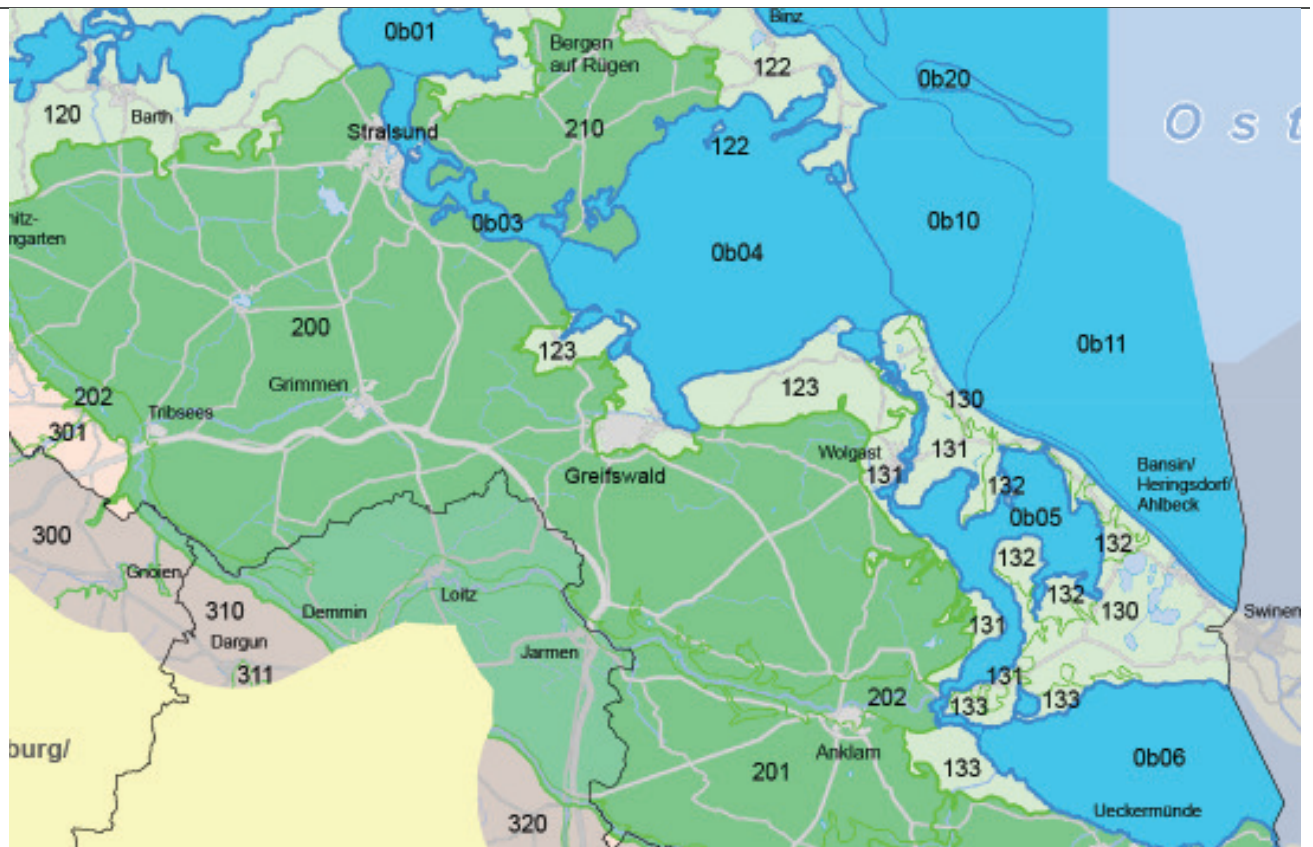 0b01
Bergen
auf Rügen
Binz
122
0b20
120
Barth
Stralsund
210
122
O s t
nitz-
ngarten
0b03
0b04
0b10
200
123
0b11
202
Grimmen
123
130
301
Tribsees
131
Wolgast
131
Bansin/
Heringsdorf/
Ahlbeck
Greifswald
132
0b05
300
132
132
Gnoien
310
Demmin
Loitz
132
130
Swinem
Dargun
Jarmen
131
311
131
202
133
133
burg/
Anklam
133
0b06
201
Ueckermünde
320